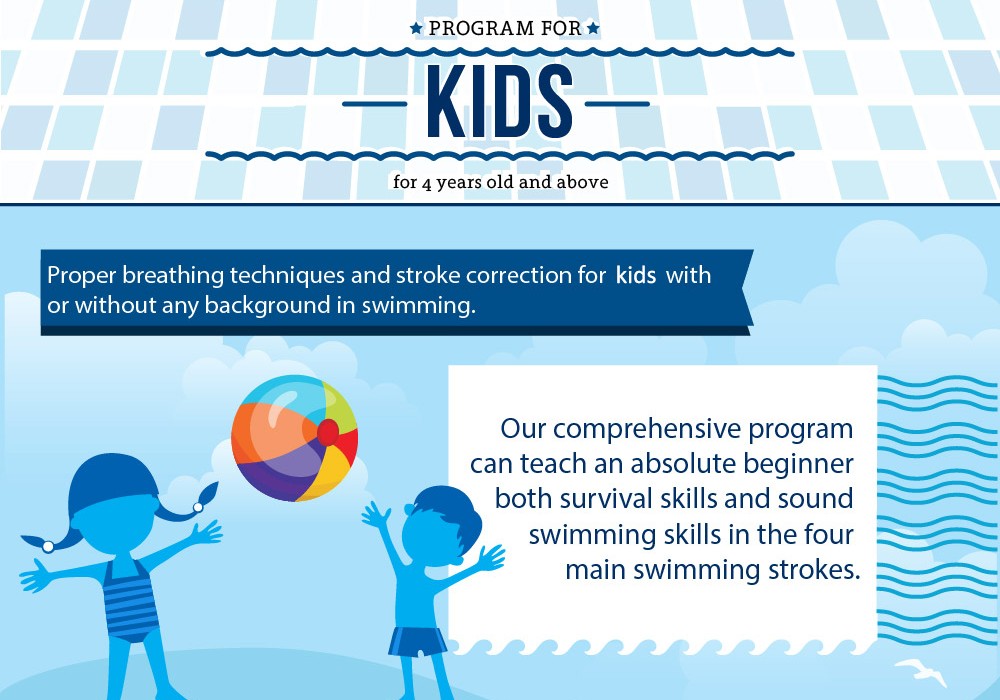 PROGRAM FOR
KIDS
for 4 years old and above
Proper breathing techniques and stroke correction for kids with
or without any background in swimming.
Our comprehensive program
can teach an absolute beginner
both survival skills and sound
swimming skills in the four
main swimming strokes.